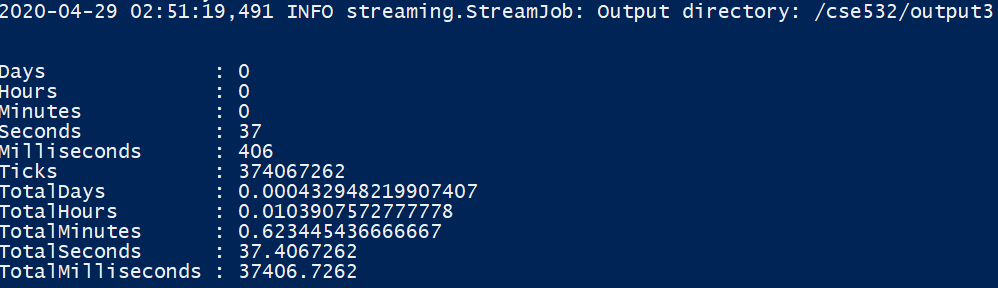 2020-04-29 02:51:19,491 INFO streaming.StreamJob: Output directory: /cse532/output3
Days              : 0
Hours             : 0
Minutes           : 0
Seconds           : 37
Milliseconds      : 406
Ticks             : 374067262
TotalDays         : 0.000432948219907407
TotalHours        : 0.0103907572777778
TotalMinutes      : 0.623445436666667
TotalSeconds      : 37.4067262
TotalMilliseconds : 37406.7262